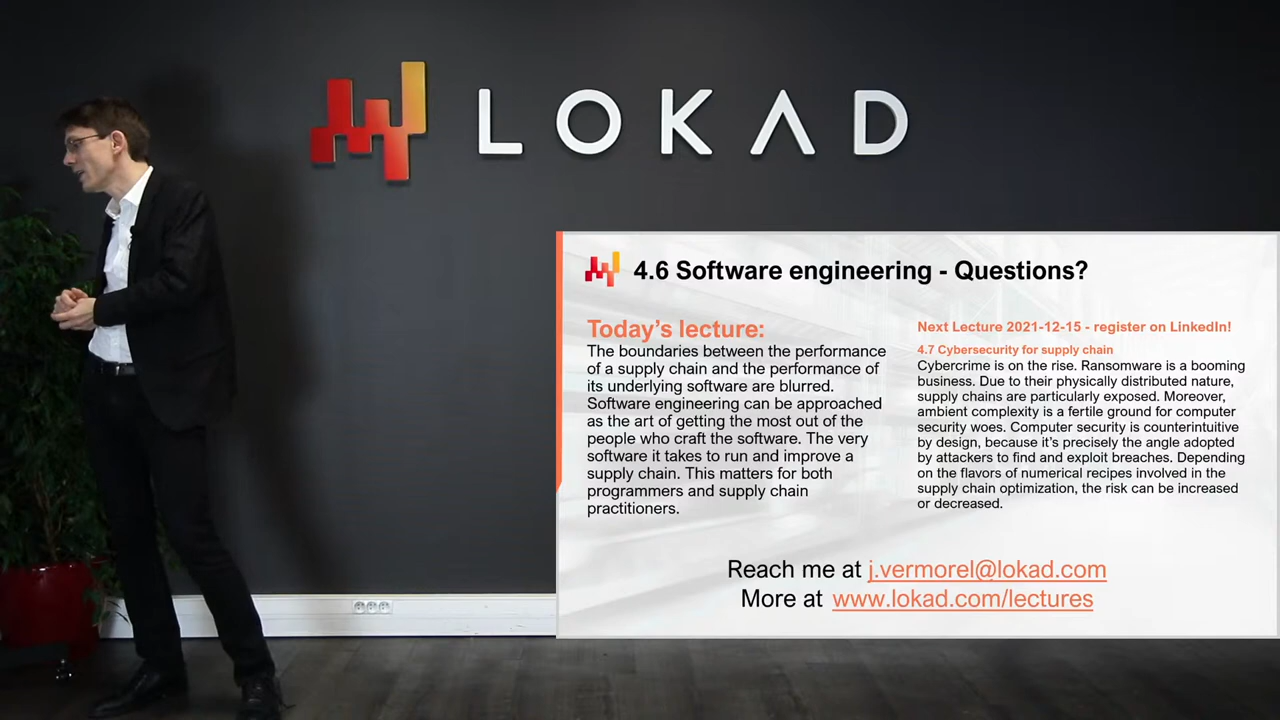 LOKAD
4.6 Software engineering - Questions?
Today's lecture:
The boundaries between the performance
of a supply chain and the performance of
its underlying software are blurred.
Software engineering can be approached
as the art of getting the most out of the
people who craft the software. The very
software it takes to run and improve a
supply chain. This matters for both
programmers and supply chain
practitioners.
Next Lecture 2021-12-15 - register on LinkedIn!
4.7 Cybersecurity for supply chain
Cybercrime is on the rise. Ransomware is a booming
business. Due to their physically distributed nature,
supply chains are particularly exposed. Moreover,
ambient complexity is a fertile ground for computer
security woes. Computer security is counterintuitive
by design, because it's precisely the angle adopted
by attackers to find and exploit breaches. Depending
on the flavors of numerical recipes involved in the
supply chain optimization, the risk can be increased
or decreased.
Reach me at j.vermorel@lokad.com
More at www.lokad.com/lectures